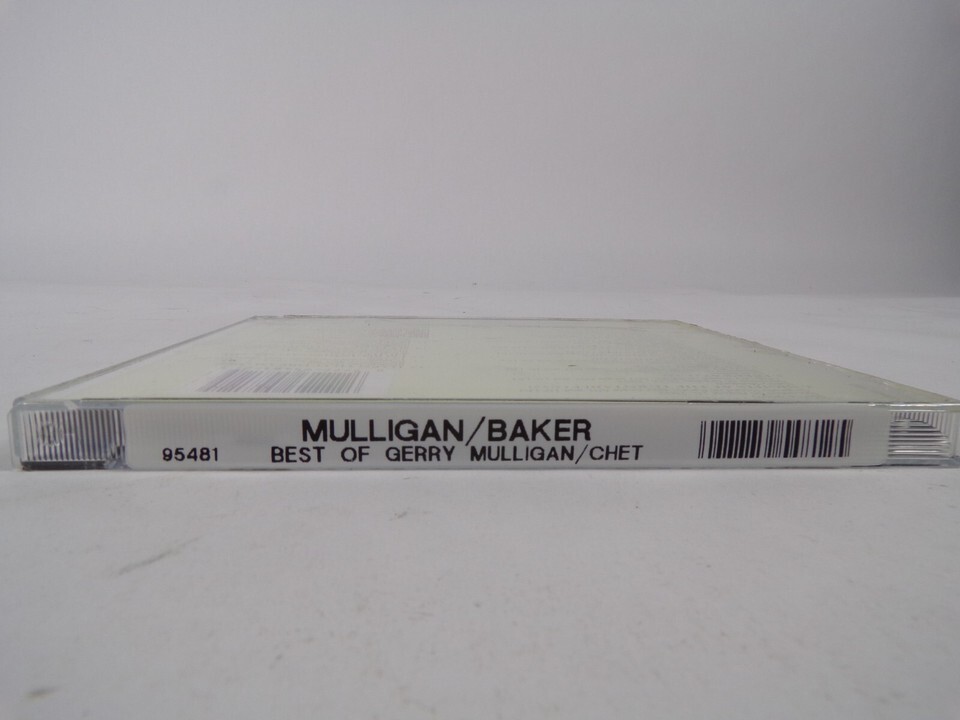 MULLIGAN/BAKER
95481 BEST OF GERRY MULLIGAN/CHET